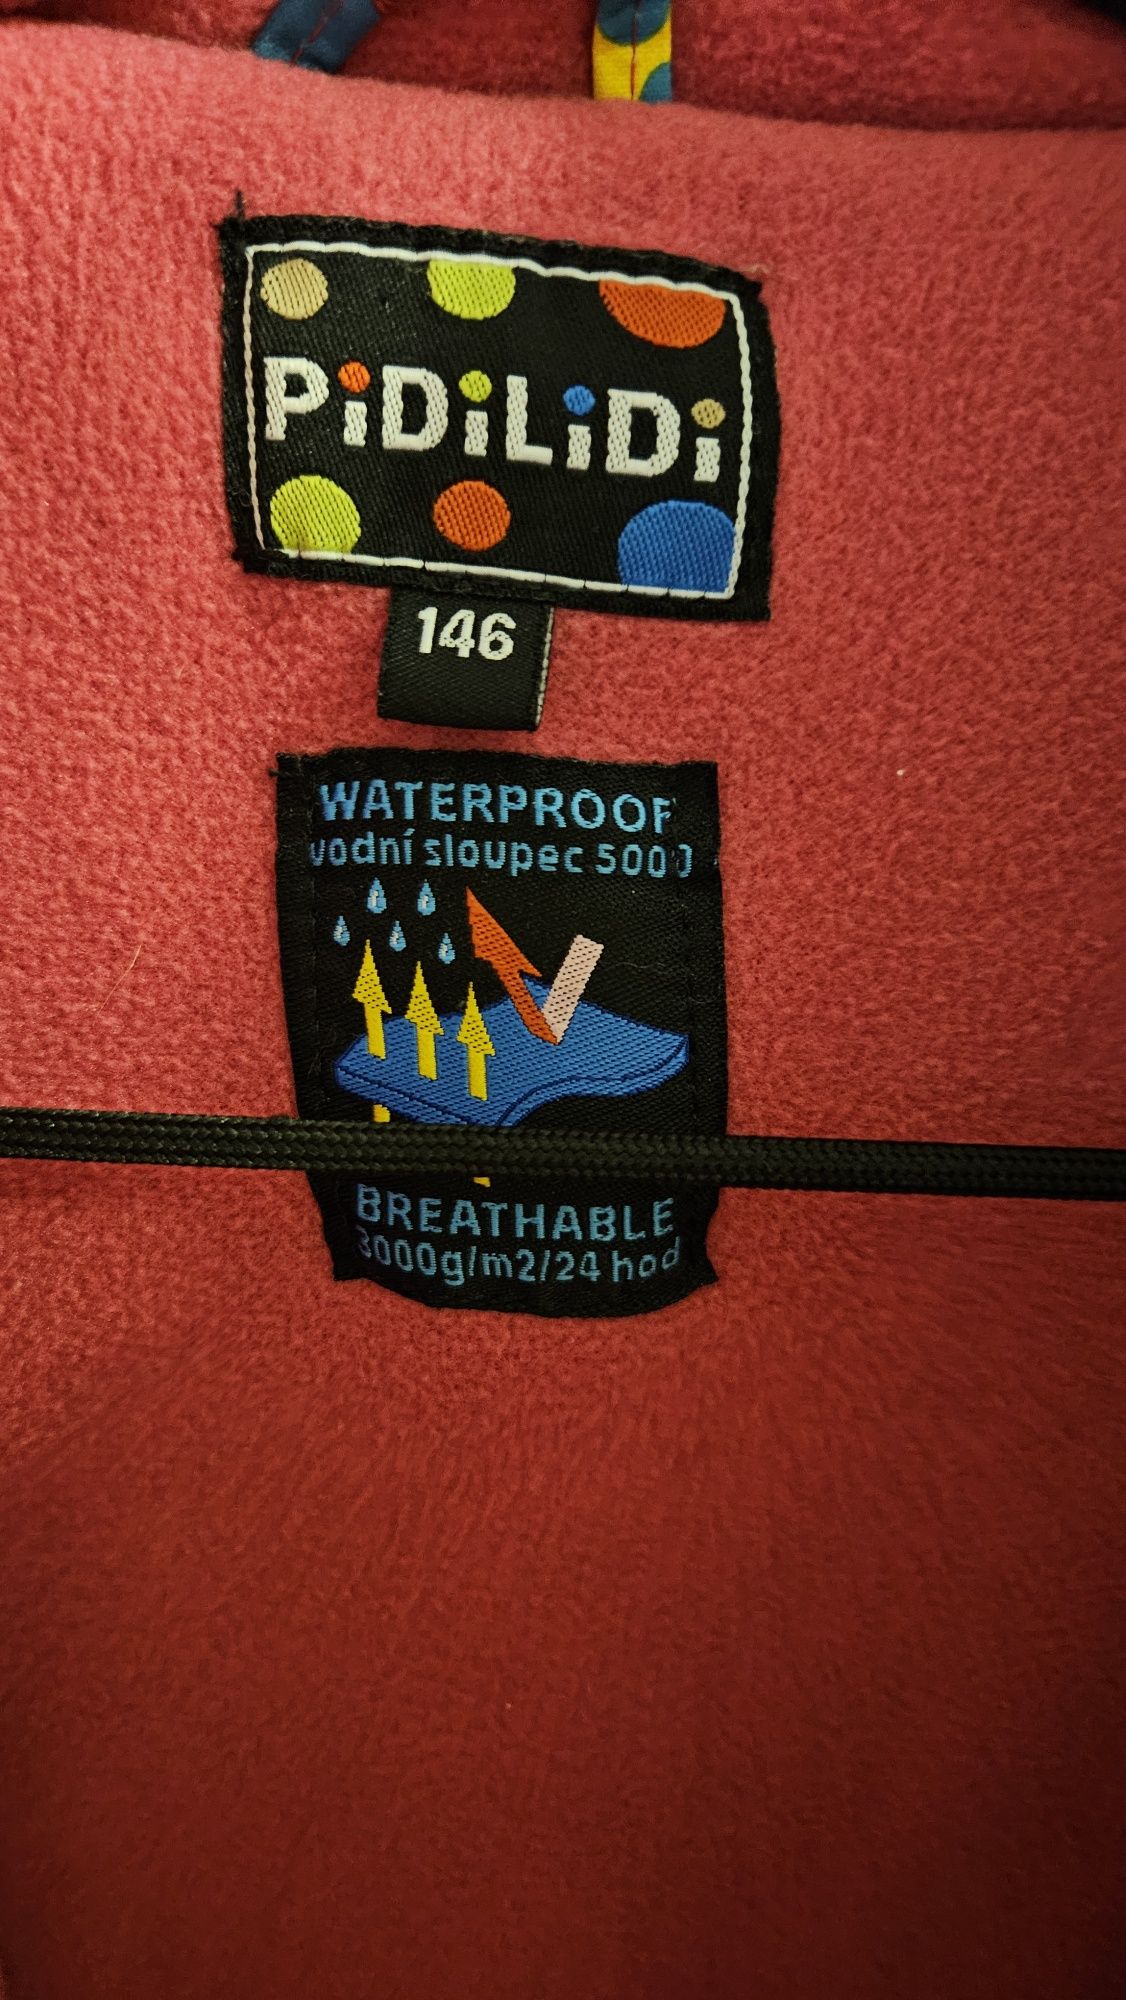 PiDiLiDi
146
WATERPROOF
vodní sloupec 5000
BREATHABLE
3000g/m2/24 hod